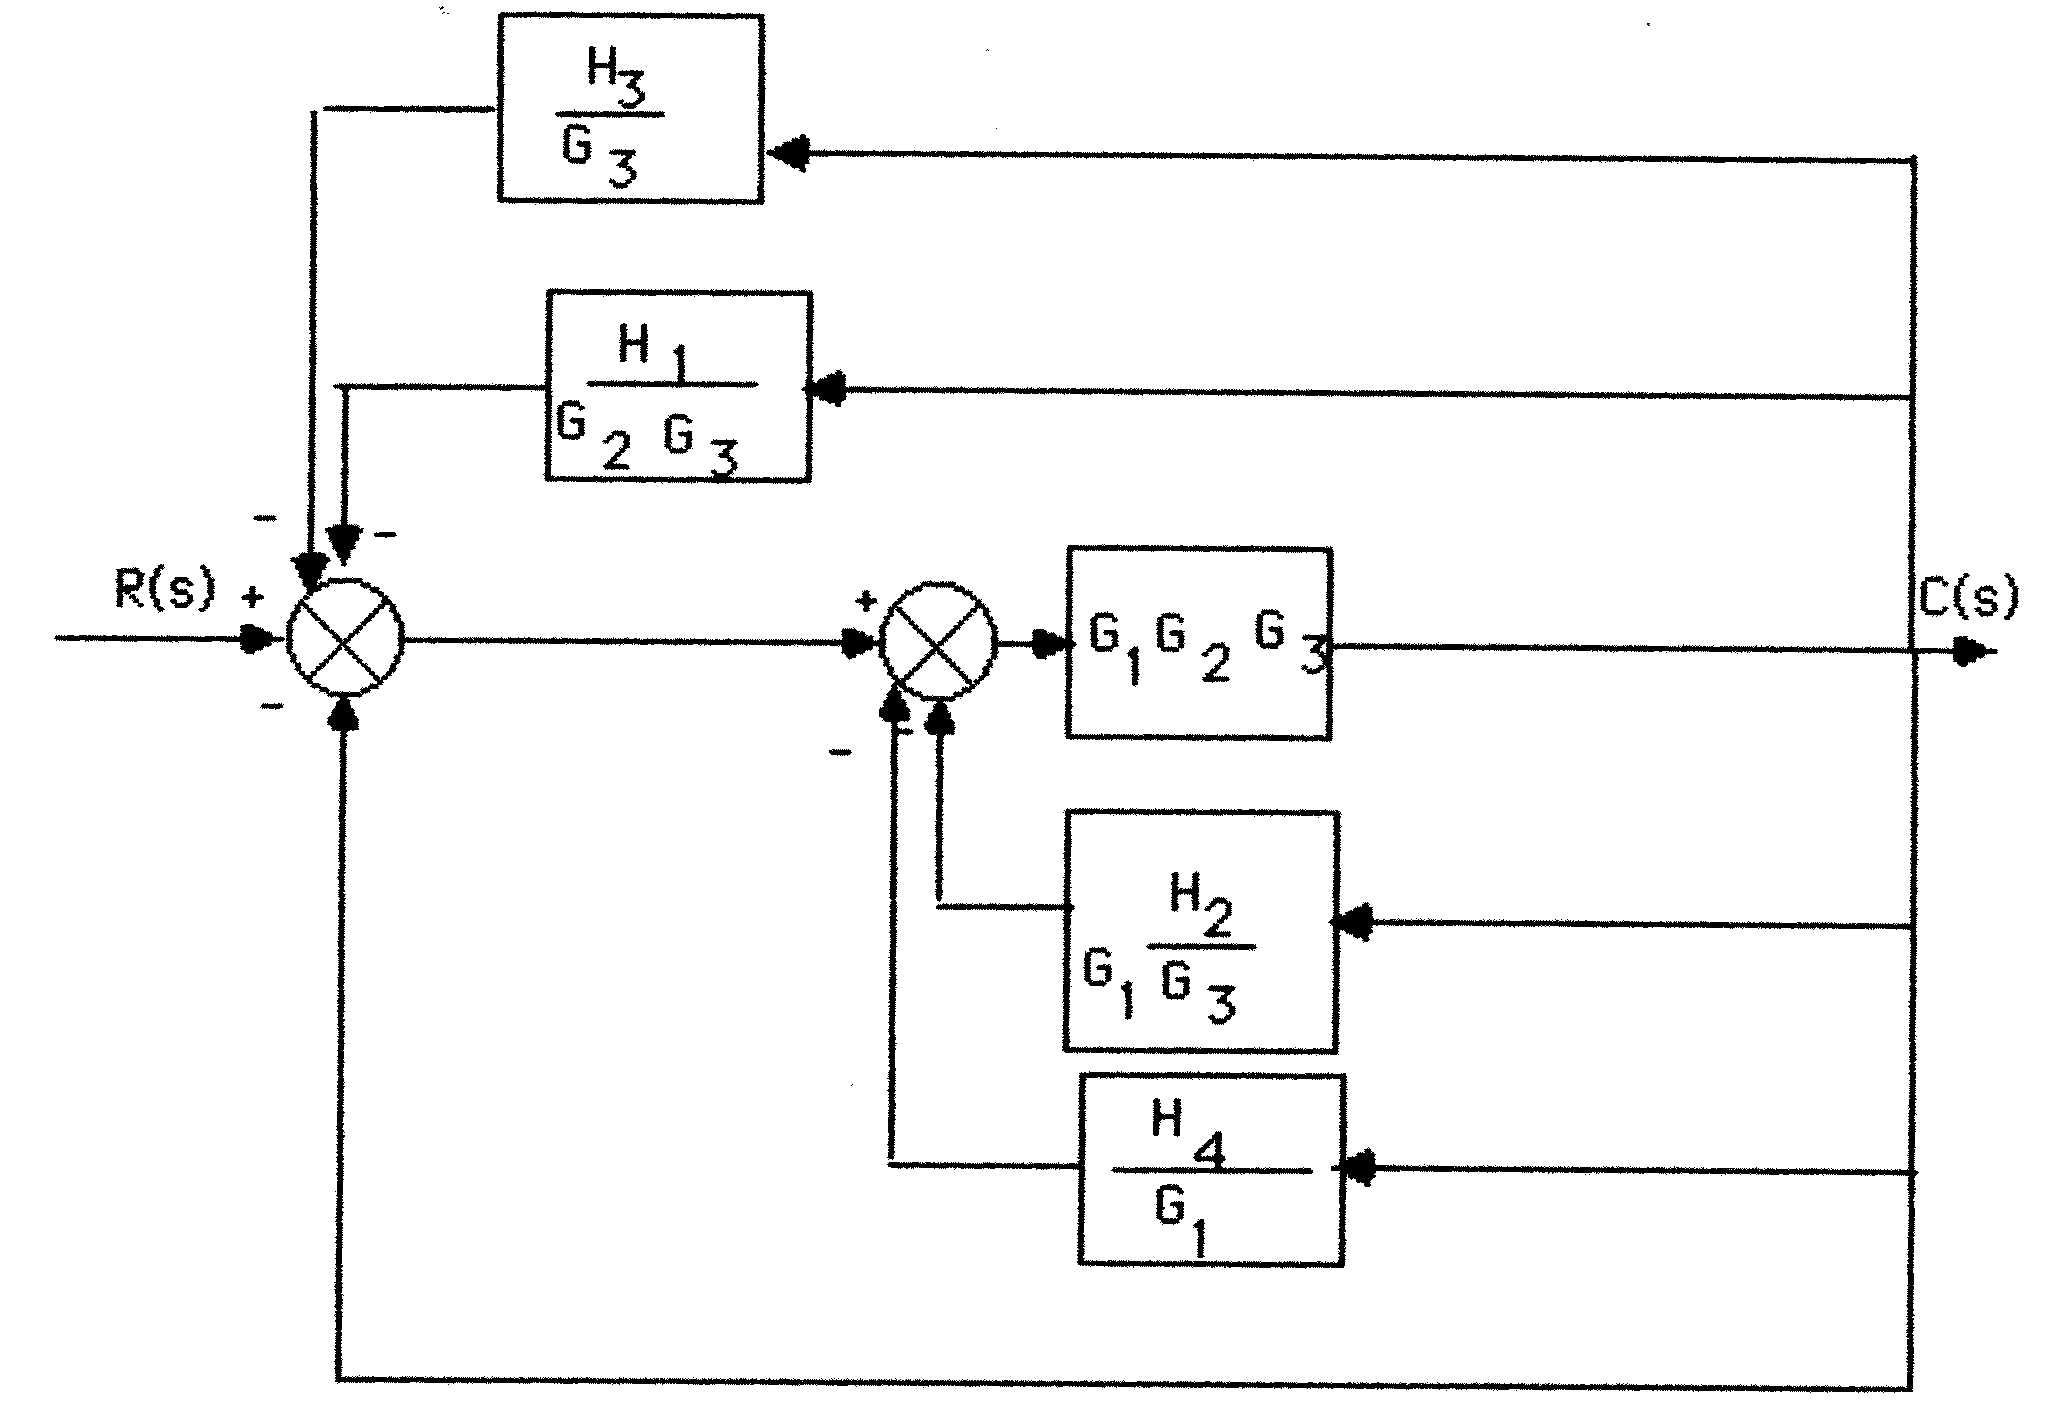 H3
G3
H1
G2 G3
- -
R(s) +
+
G1 G2 G3
C(s)
-
- -
H2
G1 G3
H4
G1